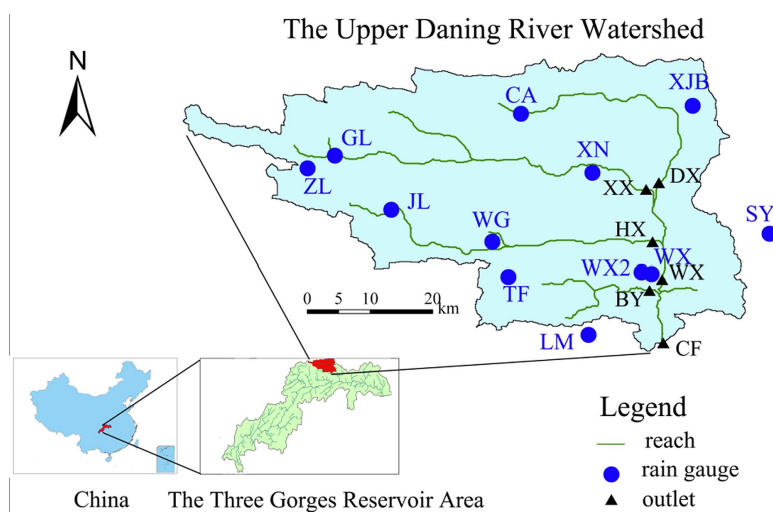 The Upper Daning River Watershed
N
XJB
CA
GL
XN
ZL
XX
DX
JL
SY
WG
HX
WX2
WX
WX
TF
BY
0 5 10 20 km
LM
CF
Legend
reach
rain gauge
outlet
China
The Three Gorges Reservoir Area